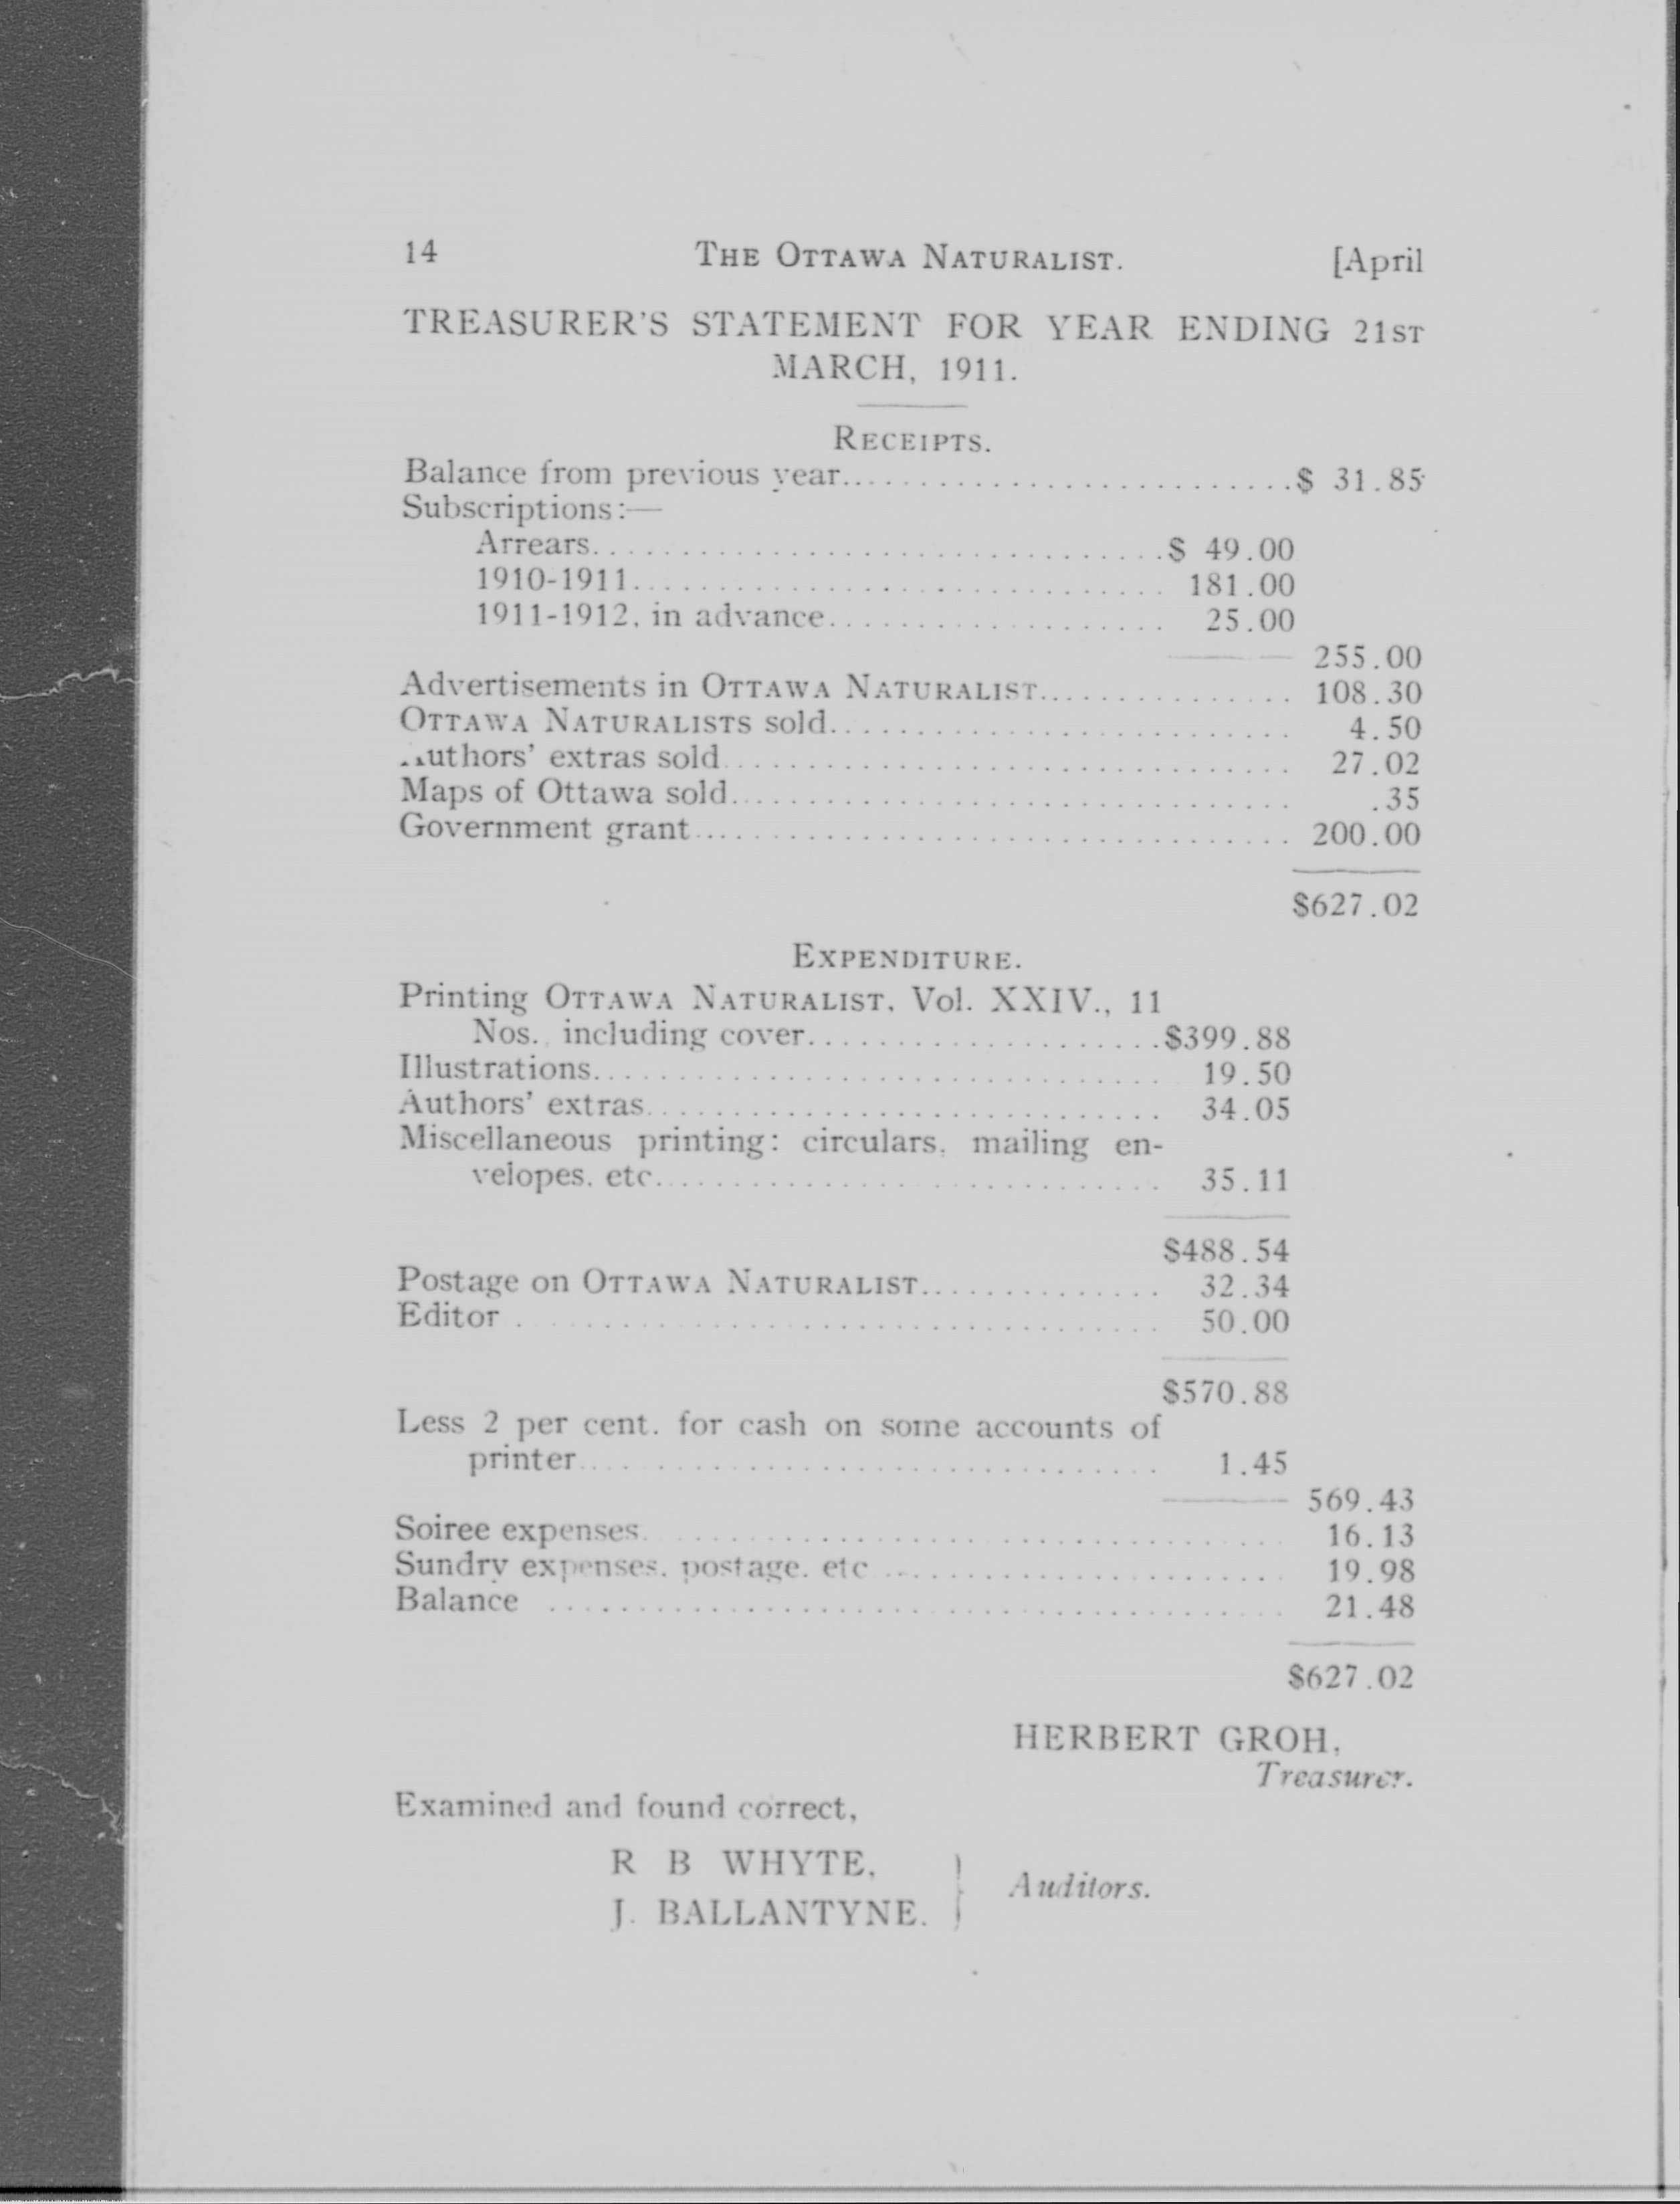 14 THE OTTAWA NATURALIST. [April
TREASURER'S STATEMENT FOR YEAR ENDING 21ST
MARCH, 1911.
RECEIPTS.
Balance from previous year.............................$ 31.85
Subscriptions:—
Arrears................................$ 49.00
1910-1911.............................. 181.00
1911-1912, in advance................... 25.00
255.00
Advertisements in OTTAWA NATURALIST............... 108.30
OTTAWA NATURALISTS sold........................... 4.50
Authors' extras sold................................ 27.02
Maps of Ottawa sold................................ .35
Government grant.................................. 200.00
$627.02
EXPENDITURE.
Printing OTTAWA NATURALIST, Vol. XXIV., 11
Nos., including cover....................$399.88
Illustrations................................ 19.50
Authors' extras............................. 34.05
Miscellaneous printing: circulars, mailing en-
velopes, etc............................. 35.11
$488.54
Postage on OTTAWA NATURALIST.............. 32.34
Editor .................................... 50.00
$570.88
Less 2 per cent. for cash on some accounts of
printer................................. 1.45
569.43
Soiree expenses.................................... 16.13
Sundry expenses, postage, etc ....................... 19.98
Balance ......................................... 21.48
$627.02
HERBERT GROH,
Treasurer.
Examined and found correct,
R B WHYTE,
J. BALLANTYNE. } Auditors.